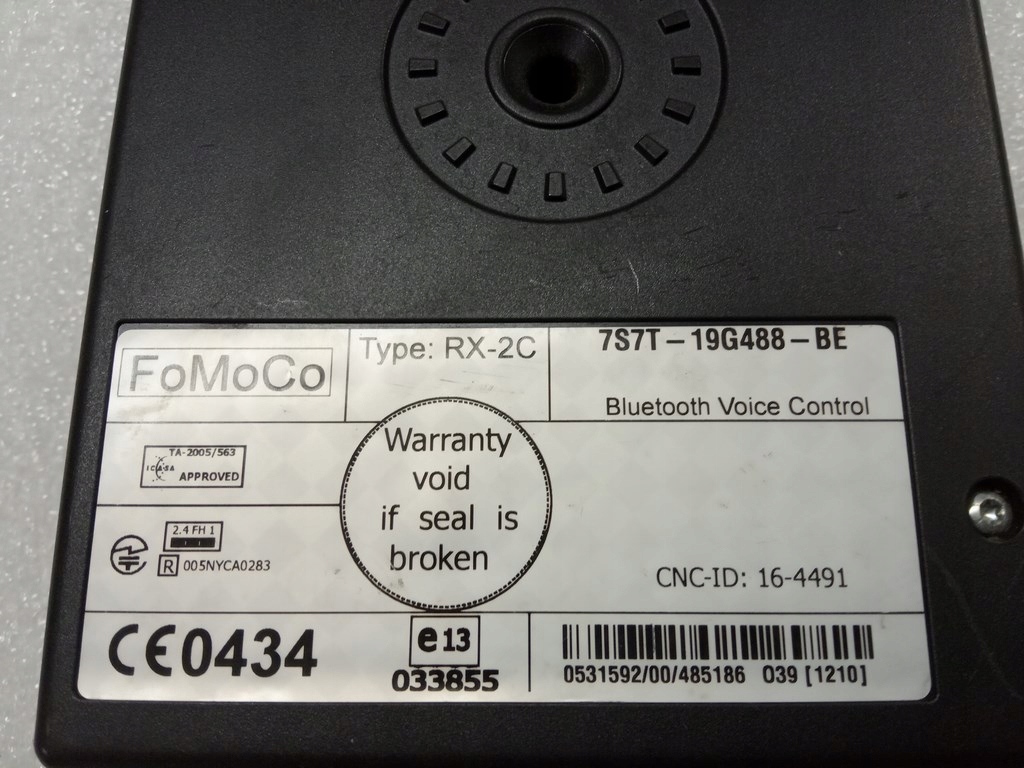 FoMoCo
Type: RX-2C
7S7T-19G488-BE
Bluetooth Voice Control
TA-2005/563
ICASA
APPROVED
Warranty
void
if seal is
broken
2.4 FH 1
R 005NYCA0283
CNC-ID: 16-4491
CE0434
e13
033855
0531592/00/485186 039 [1210]